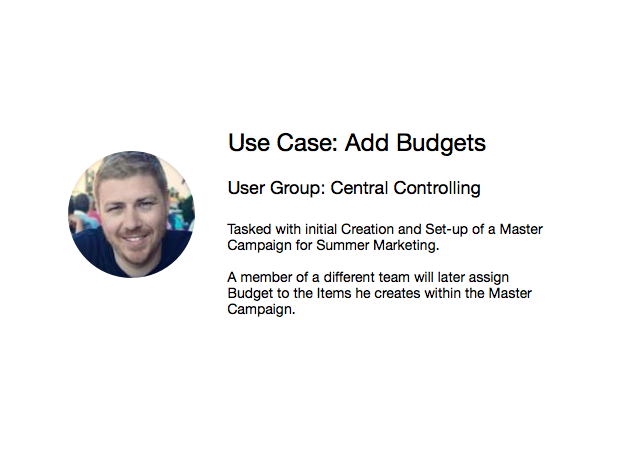 Use Case: Add Budgets
User Group: Central Controlling
Tasked with initial Creation and Set-up of a Master
Campaign for Summer Marketing.
A member of a different team will later assign
Budget to the Items he creates within the Master
Campaign.